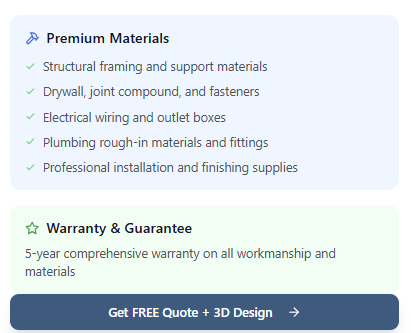 Premium Materials
Structural framing and support materials
Drywall, joint compound, and fasteners
Electrical wiring and outlet boxes
Plumbing rough-in materials and fittings
Professional installation and finishing supplies
Warranty & Guarantee
5-year comprehensive warranty on all workmanship and
materials
Get FREE Quote + 3D Design